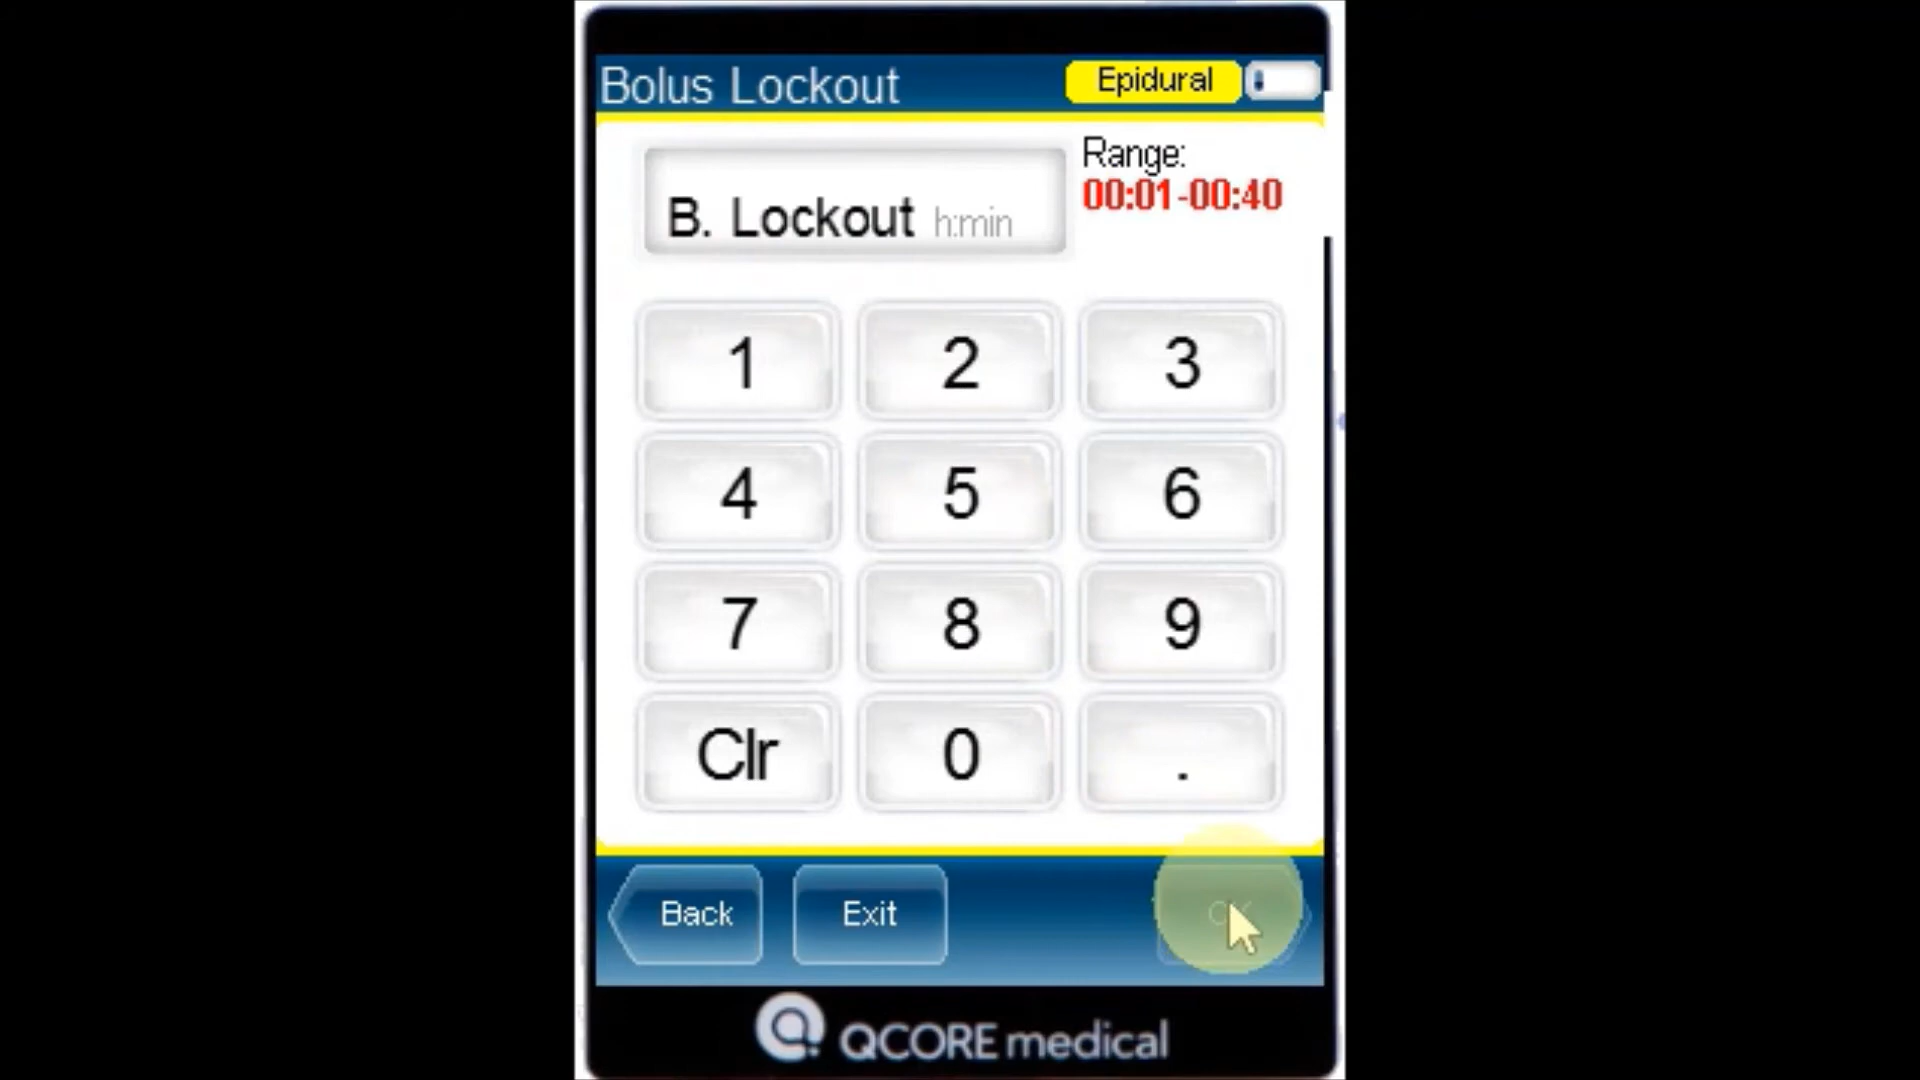 Bolus Lockout
Epidural
Range:
00:01-00:40
B. Lockout h:min
1 2 3
4 5 6
7 8 9
Clr 0 .
Back Exit
QCORE medical